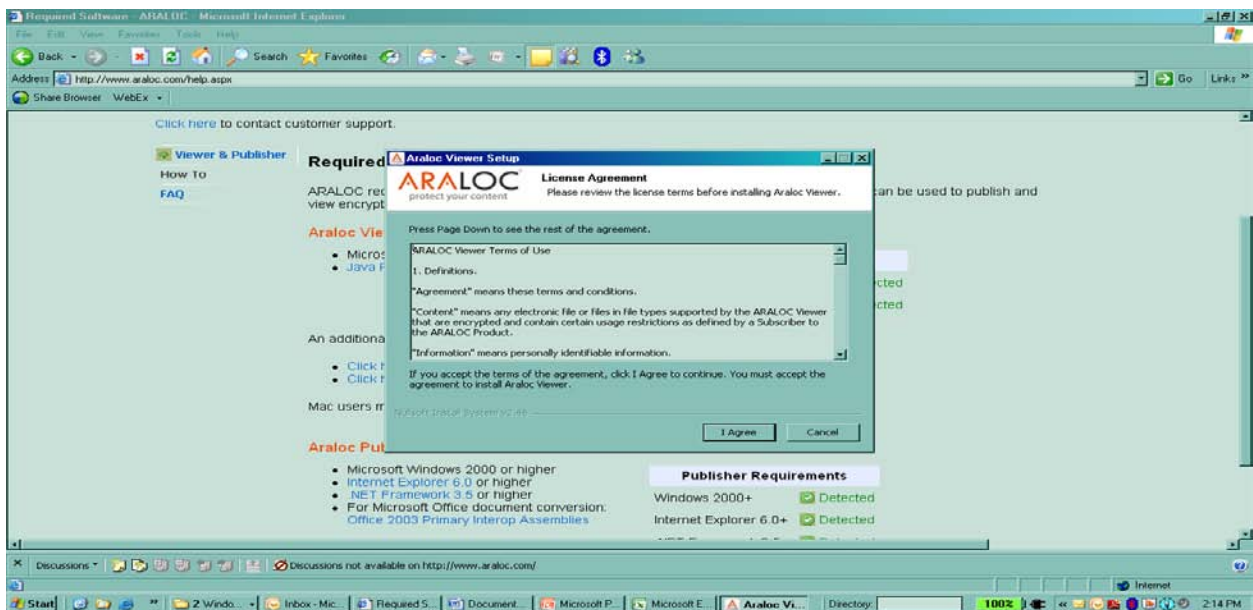 Required Software - ARALOC - Microsoft Internet Explorer
File Edit View Favorites Tools Help
Back Search Favorites
Address http://www.araloc.com/help.aspx Go Links »
Share Browser WebEx
Click here to contact customer support.
Viewer & Publisher
How To
FAQ
Required
ARALOC rec
can be used to publish and
view encrypt
Araloc Vie
Micros
Java R
cted
cted
An additiona
Click h
Click h
Mac users m
Araloc Pub
Araloc Viewer Setup
ARALOC
protect your content
License Agreement
Please review the license terms before installing Araloc Viewer.
Press Page Down to see the rest of the agreement.
ARALOC Viewer Terms of Use
1. Definitions.
"Agreement" means these terms and conditions.
"Content" means any electronic file or files in file types supported by the ARALOC Viewer
that are encrypted and contain certain usage restrictions as defined by a Subscriber to
the ARALOC Product.
"Information" means personally identifiable information.
If you accept the terms of the agreement, click I Agree to continue. You must accept the
agreement to install Araloc Viewer.
Nullsoft Install System v2.46
I Agree Cancel
Microsoft Windows 2000 or higher
Internet Explorer 6.0 or higher
.NET Framework 3.5 or higher
For Microsoft Office document conversion:
Office 2003 Primary Interop Assemblies
Publisher Requirements
Windows 2000+ Detected
Internet Explorer 6.0+ Detected
Discussions Discussions not available on http://www.araloc.com/
Internet
Start » 2 Windo... Inbox - Mic... Required S... Document... Microsoft P... Microsoft E... Araloc Vi... Directory: 100% « 2:14 PM